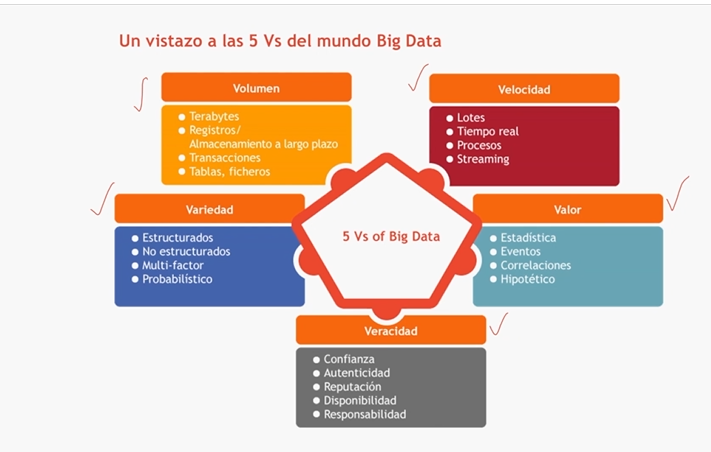 Un vistazo a las 5 Vs del mundo Big Data
Volumen
Terabytes
Registros/
Almacenamiento a largo plazo
Transacciones
Tablas, ficheros
Velocidad
Lotes
Tiempo real
Procesos
Streaming
Variedad
Estructurados
No estructurados
Multi-factor
Probabilístico
5 Vs of Big Data
Valor
Estadística
Eventos
Correlaciones
Hipotético
Veracidad
Confianza
Autenticidad
Reputación
Disponibilidad
Responsabilidad